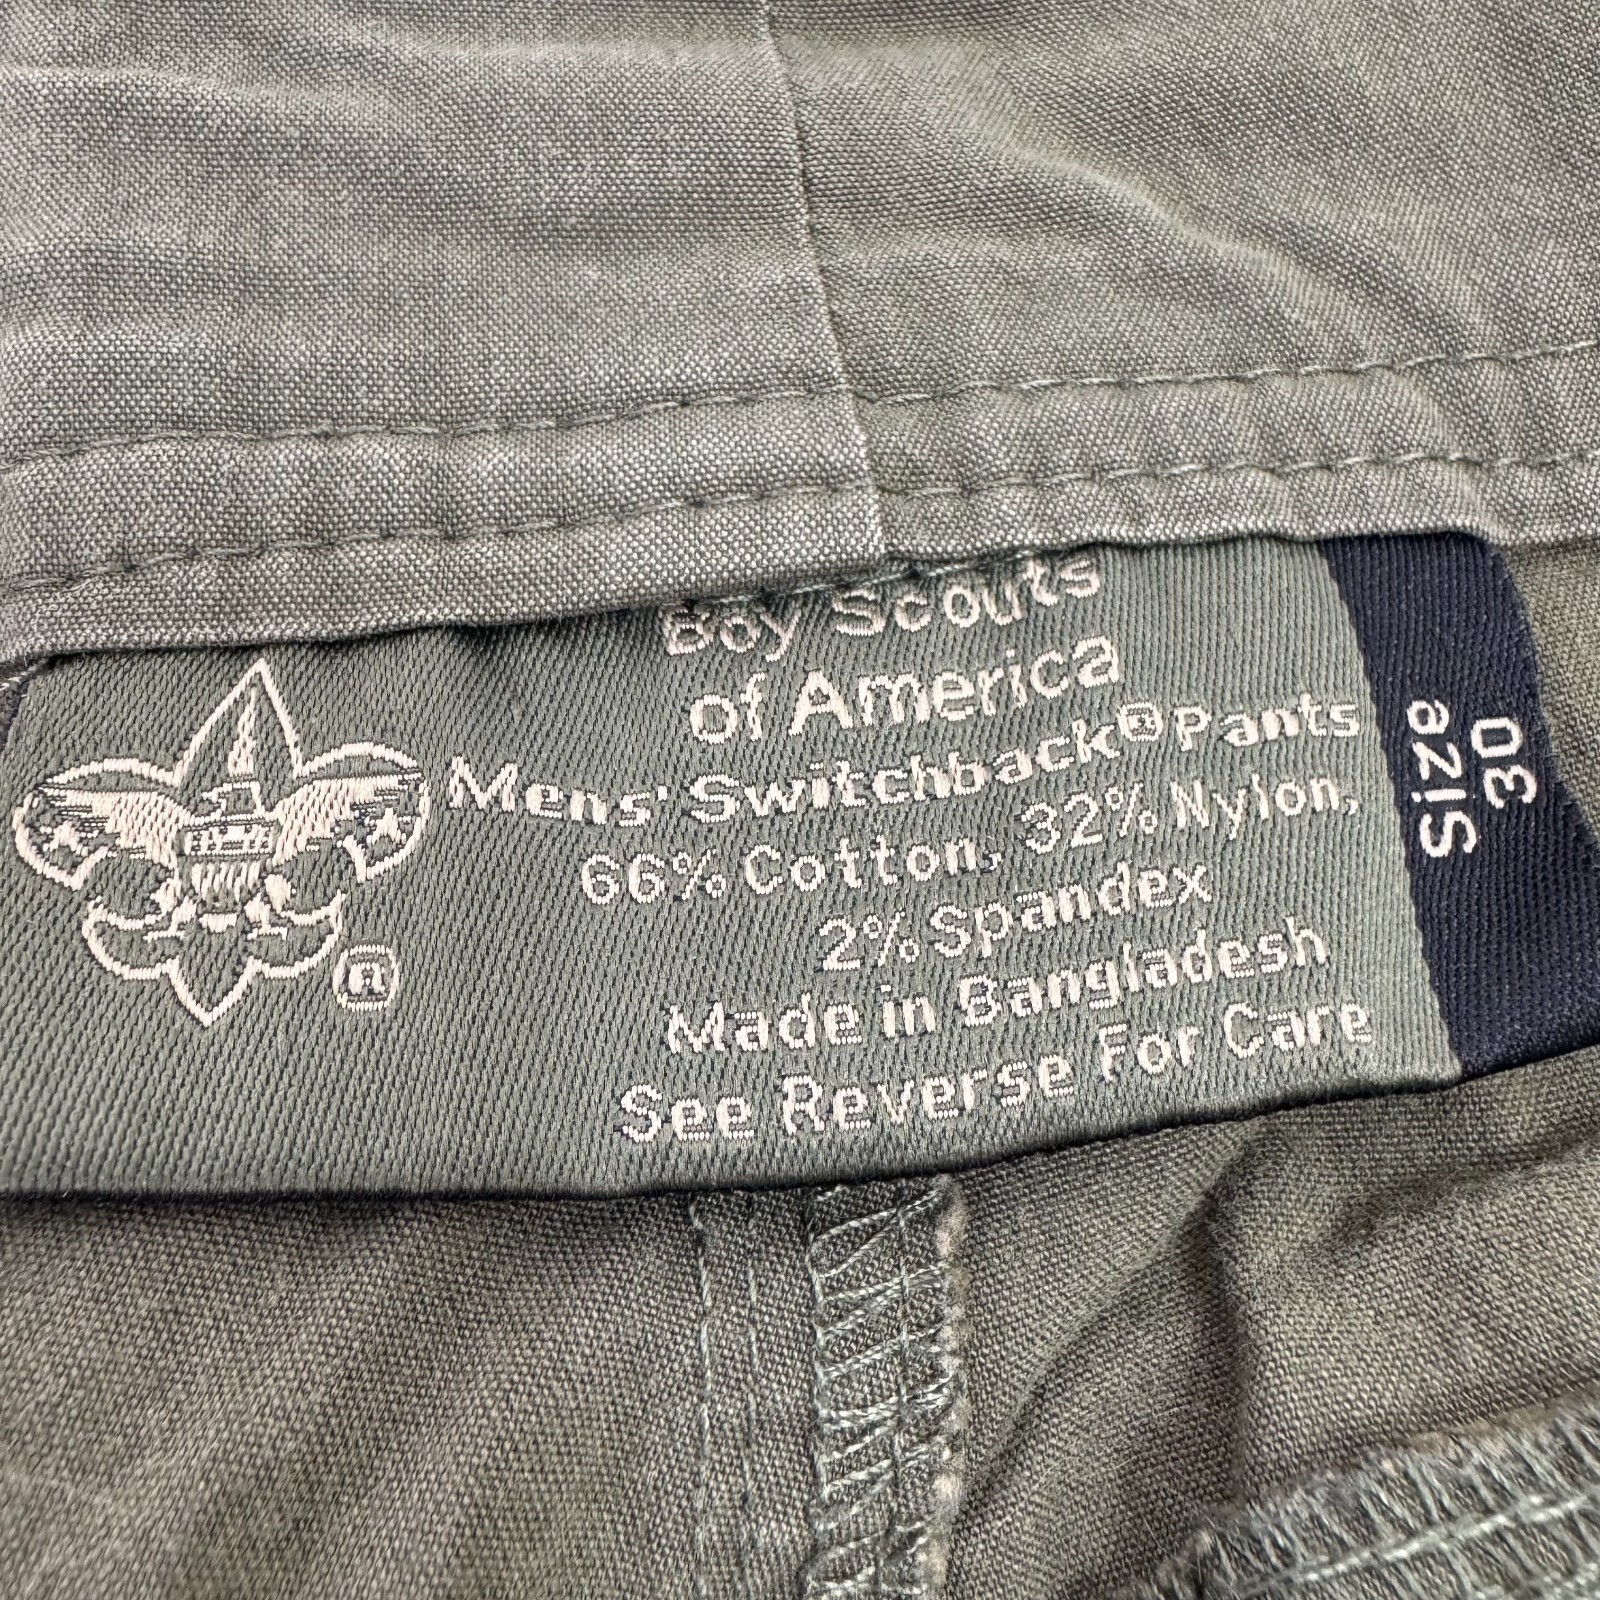 Boy Scouts
of America
Mens' Switchback® Pants
66% Cotton, 32% Nylon,
2% Spandex
Made in Bangladesh
See Reverse For Care
®
Size
30